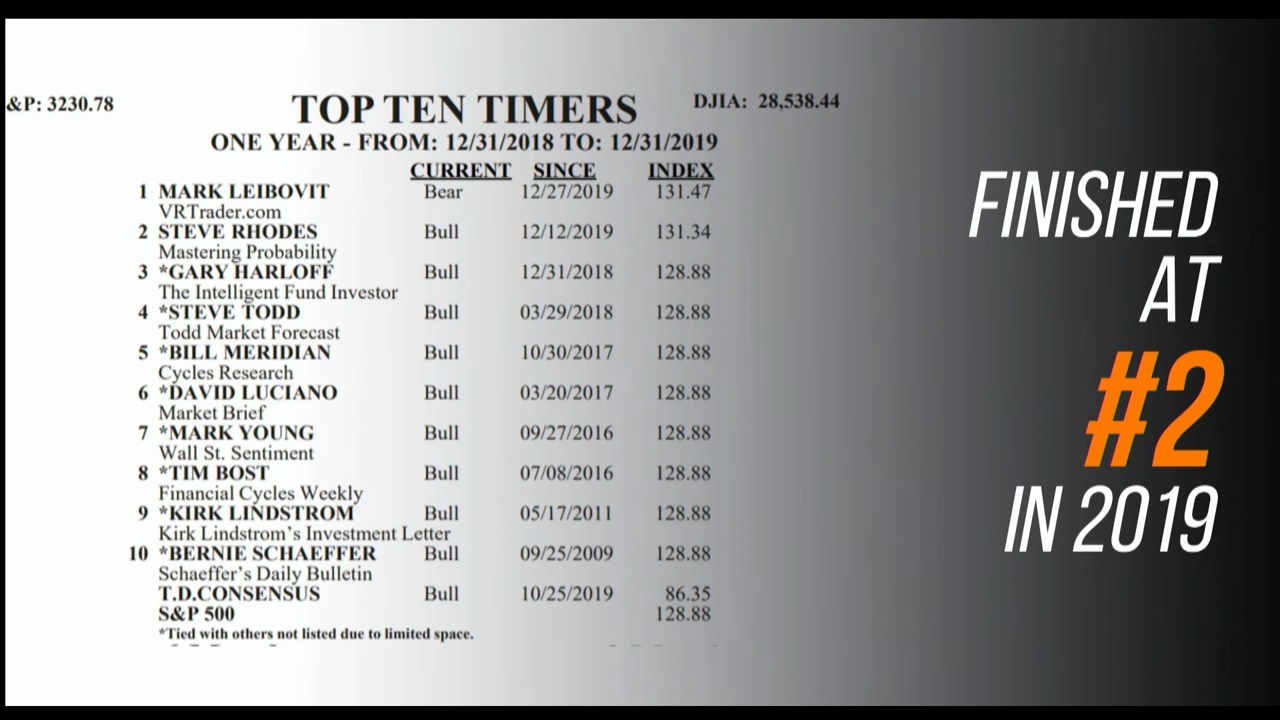 &P: 3230.78
TOP TEN TIMERS
DJIA: 28,538.44
ONE YEAR - FROM: 12/31/2018 TO: 12/31/2019
CURRENT SINCE INDEX
1 MARK LEIBOVIT Bear 12/27/2019 131.47
VRTrader.com
2 STEVE RHODES Bull 12/12/2019 131.34
Mastering Probability
3 *GARY HARLOFF Bull 12/31/2018 128.88
The Intelligent Fund Investor
4 *STEVE TODD Bull 03/29/2018 128.88
Todd Market Forecast
5 *BILL MERIDIAN Bull 10/30/2017 128.88
Cycles Research
6 *DAVID LUCIANO Bull 03/20/2017 128.88
Market Brief
7 *MARK YOUNG Bull 09/27/2016 128.88
Wall St. Sentiment
8 *TIM BOST Bull 07/08/2016 128.88
Financial Cycles Weekly
9 *KIRK LINDSTROM Bull 05/17/2011 128.88
Kirk Lindstrom's Investment Letter
10 *BERNIE SCHAEFFER Bull 09/25/2009 128.88
Schaeffer's Daily Bulletin
T.D.CONSENSUS Bull 10/25/2019 86.35
S&P 500 128.88
*Tied with others not listed due to limited space.
FINISHED
AT
#2
IN 2019